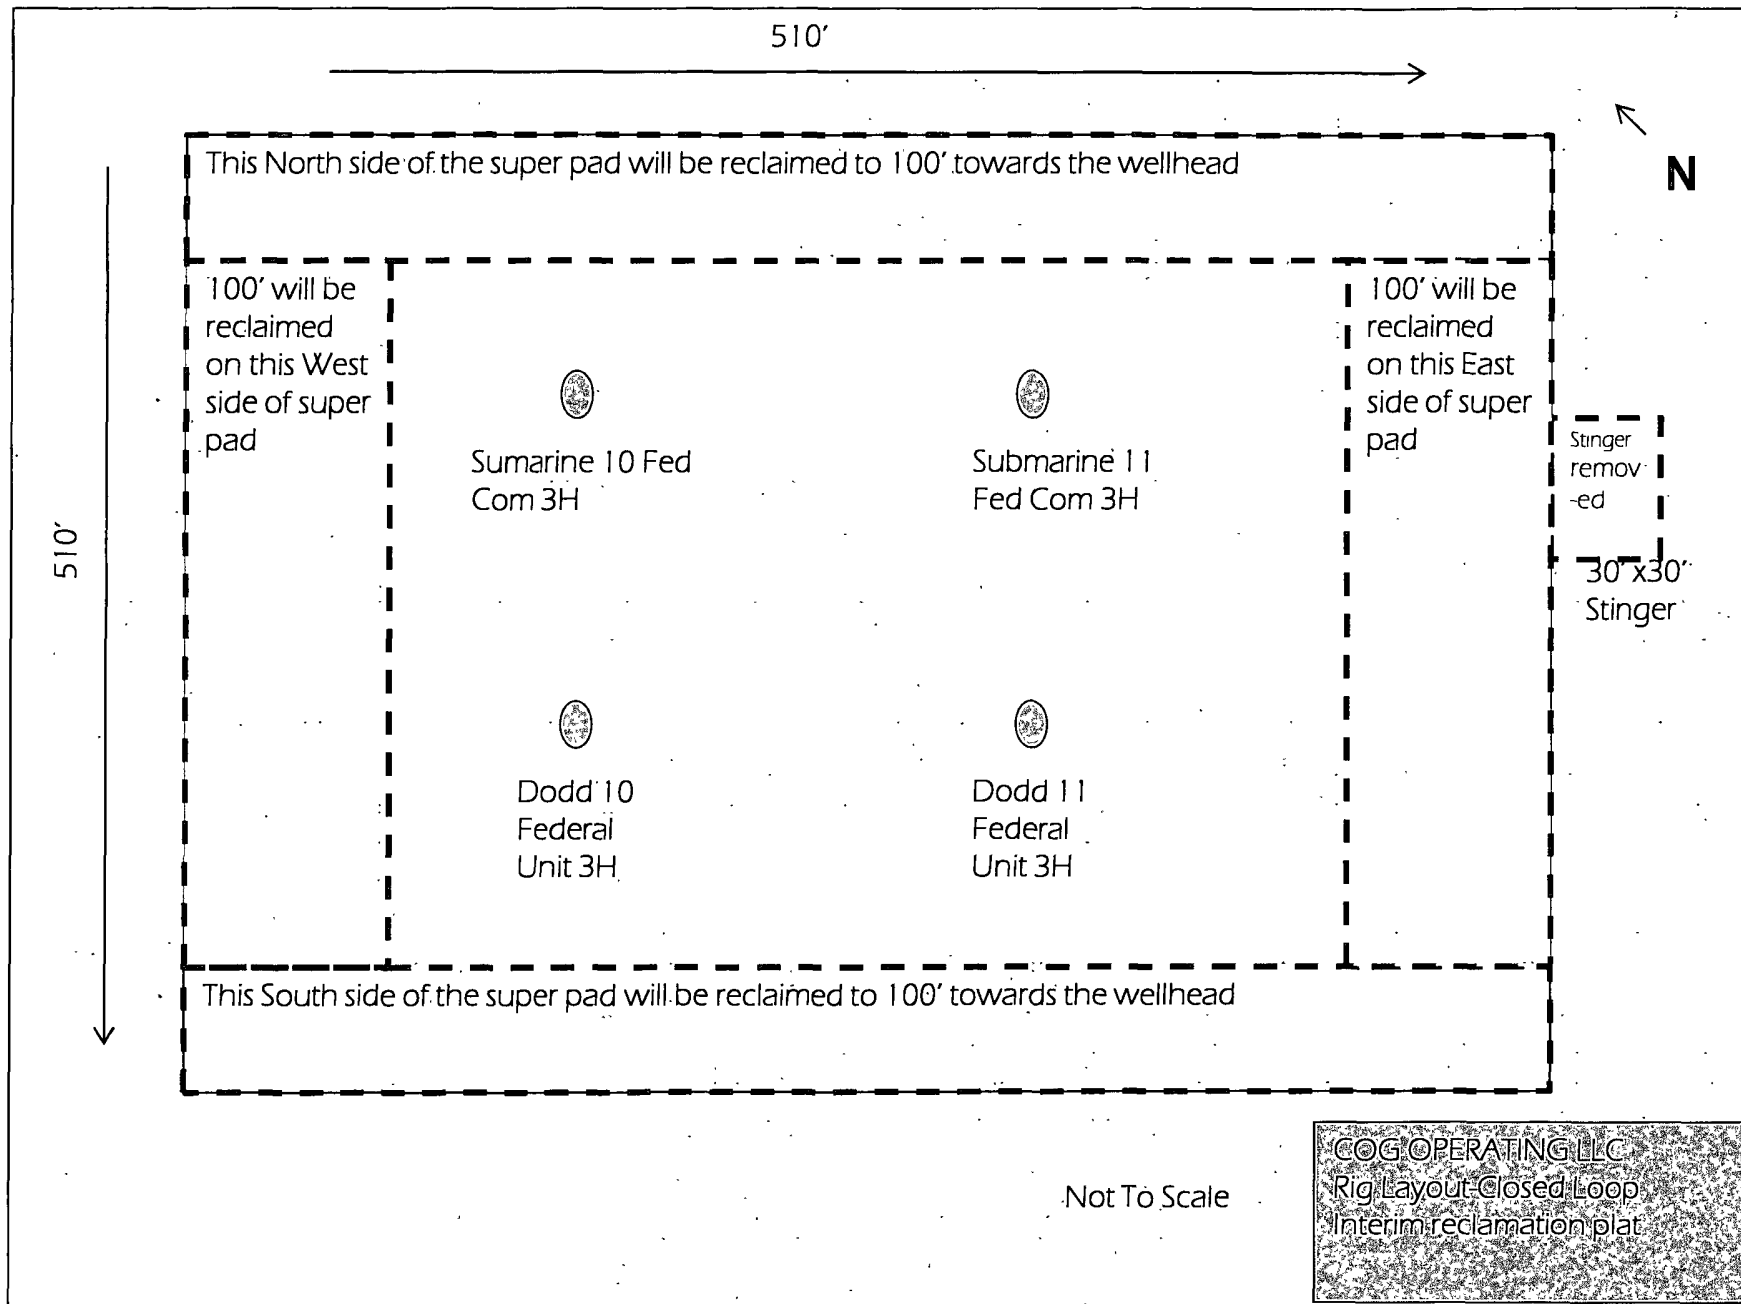 510'
N
This North side of the super pad will be reclaimed to 100' towards the wellhead
100' will be
reclaimed
on this West
side of super
pad
100' will be
reclaimed
on this East
side of super
pad
Sumarine 10 Fed
Com 3H
Submarine 11
Fed Com 3H
Stinger
remov
-ed
30'x30'
Stinger
510'
Dodd 10
Federal
Unit 3H
Dodd 11
Federal
Unit 3H
This South side of the super pad will be reclaimed to 100' towards the wellhead
Not To Scale
COG OPERATING LLC
Rig Layout-Closed Loop
Interim reclamation plat